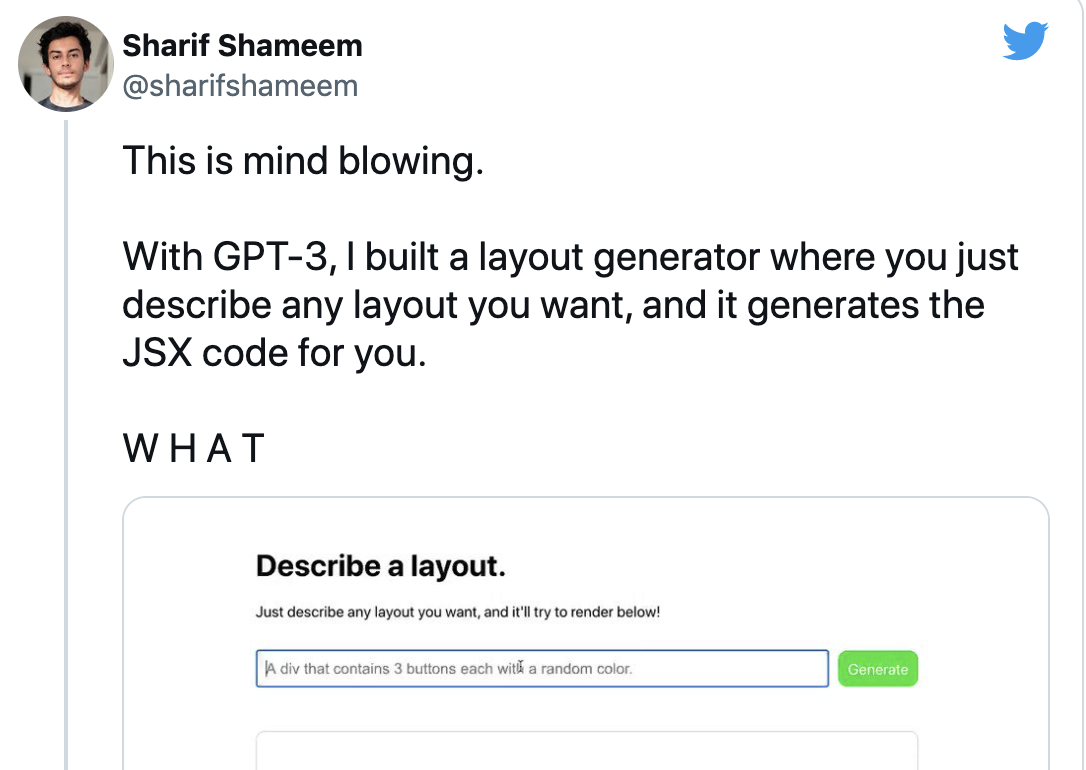 Sharif Shameem
@sharifshameem
This is mind blowing.
With GPT-3, I built a layout generator where you just
describe any layout you want, and it generates the
JSX code for you.
W H A T
Describe a layout.
Just describe any layout you want, and it'll try to render below!
A div that contains 3 buttons each with a random color.
Generate